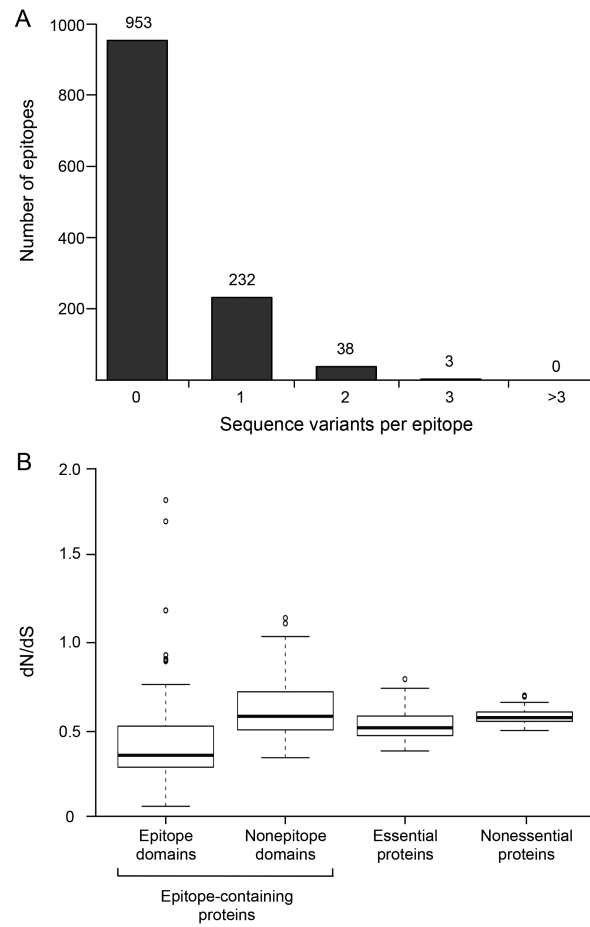 A
1000
800
600
400
200
Number of epitopes
953
232
38
3
0
0
1
2
3
>3
Sequence variants per epitope
B
2.0
1.5
1.0
0.5
0
dN/dS
Epitope
domains
Nonepitope
domains
Essential
proteins
Nonessential
proteins
Epitope-containing
proteins